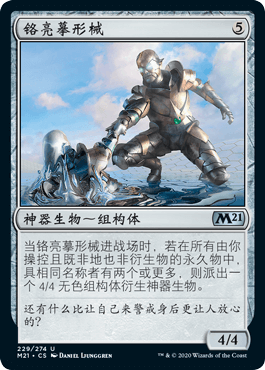 铬亮墓形械 5
神器生物～组构体 M21
当铬亮墓形械进战场时，若在所有由你
操控且既非地也非衍生物的永久物中，
具相同名称者有两个或更多，则派出一
个 4/4 无色组构体衍生神器生物。
还有什么比让自己来警戒身后更让人放心
的？
4/4
229/274 U
M21 • CS DANIEL LJUNGGREN ™ & © 2020 Wizards of the Coast